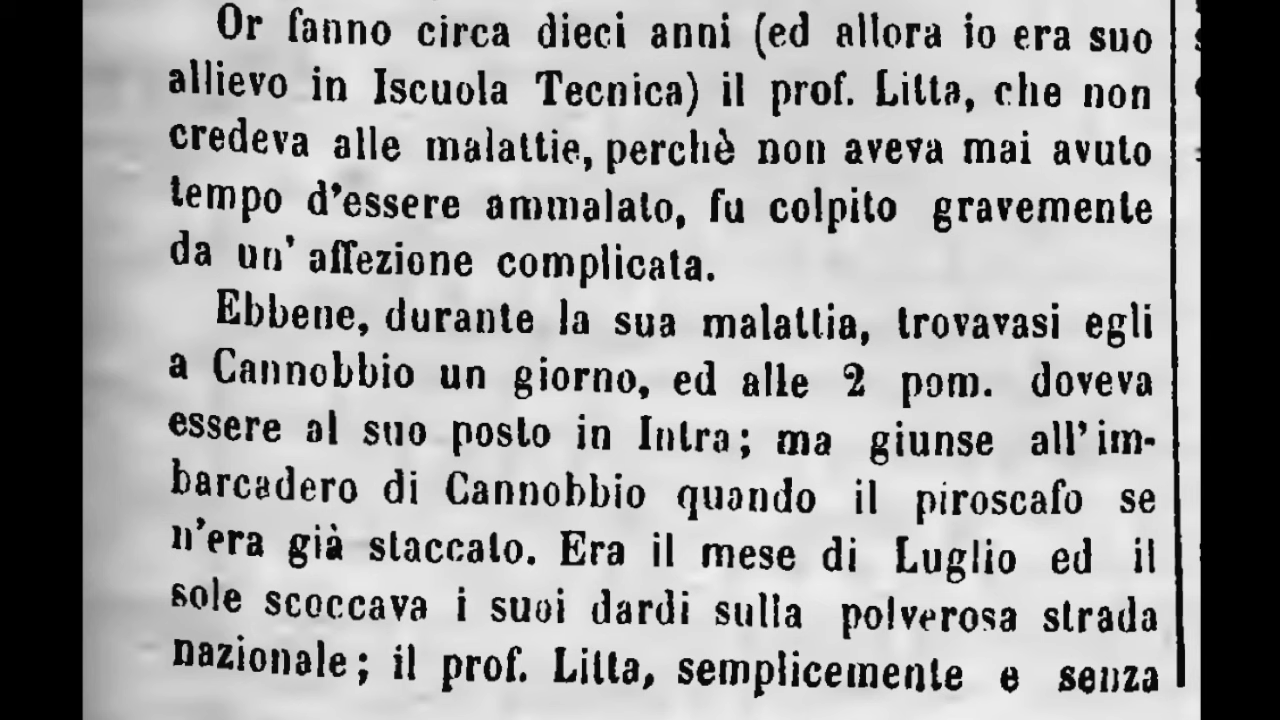 Or fanno circa dieci anni (ed allora io era suo
allievo in Iscuola Tecnica) il prof. Litta, che non
credeva alle malattie, perchè non aveva mai avuto
tempo d'essere ammalato, fu colpito gravemente
da un' affezione complicata.
Ebbene, durante la sua malattia, trovavasi egli
a Cannobbio un giorno, ed alle 2 pom. doveva
essere al suo posto in Intra; ma giunse all' im-
barcadero di Cannobbio quando il piroscafo se
n'era già staccato. Era il mese di Luglio ed il
sole scoccava i suoi dardi sulla polverosa strada
nazionale; il prof. Litta, semplicemente e senza